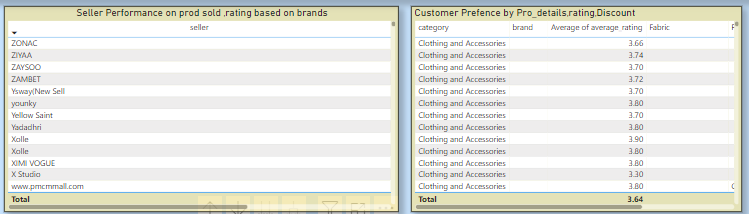 Seller Performance on prod sold ,rating based on brands
seller
ZONAC
ZIYAA
ZAYSOO
ZAMBET
Ysway(New Sell
younky
Yellow Saint
Yadadhri
Xolle
Xolle
XIMI VOGUE
X Studio
www.pmcmmall.com
Total
Customer Prefence by Pro_details,rating,Discount
category brand Average of average_rating Fabric
Clothing and Accessories 3.66
Clothing and Accessories 3.74
Clothing and Accessories 3.70
Clothing and Accessories 3.72
Clothing and Accessories 3.70
Clothing and Accessories 3.80
Clothing and Accessories 3.70
Clothing and Accessories 3.80
Clothing and Accessories 3.90
Clothing and Accessories 3.80
Clothing and Accessories 3.80
Clothing and Accessories 3.30
Clothing and Accessories 3.80
Total 3.64